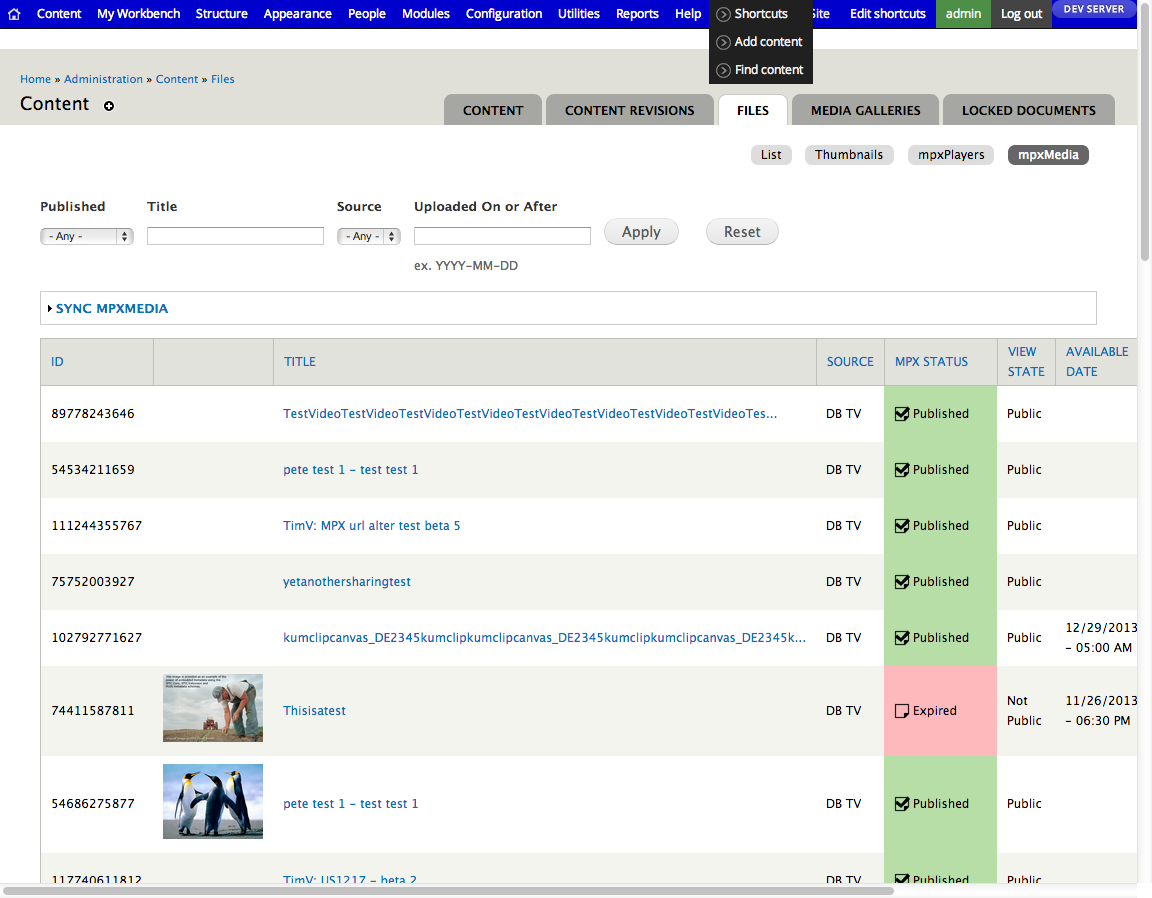 Content My Workbench Structure Appearance People Modules Configuration Utilities Reports Help Shortcuts Site Edit shortcuts admin Log out DEV SERVER
Add content
Find content
Home » Administration » Content » Files
Content
CONTENT CONTENT REVISIONS FILES MEDIA GALLERIES LOCKED DOCUMENTS
List Thumbnails mpxPlayers mpxMedia
Published Title Source Uploaded On or After
- Any - - Any - Apply Reset
ex. YYYY-MM-DD
SYNC MPXMEDIA
ID TITLE SOURCE MPX STATUS VIEW STATE AVAILABLE DATE
89778243646 TestVideoTestVideoTestVideoTestVideoTestVideoTestVideoTestVideoTestVideoTes... DB TV Published Public
54534211659 pete test 1 - test test 1 DB TV Published Public
111244355767 TimV: MPX url alter test beta 5 DB TV Published Public
75752003927 yetanothersharingtest DB TV Published Public
102792771627 kumclipcanvas_DE2345kumclipkumclipcanvas_DE2345kumclipkumclipcanvas_DE2345k... DB TV Published Public 12/29/2013 - 05:00 AM
74411587811 Thisisatest DB TV Expired Not Public 11/26/2013 - 06:30 PM
54686275877 pete test 1 - test test 1 DB TV Published Public
117740611812 TimV: US1217 - beta 2 DB TV Published Public